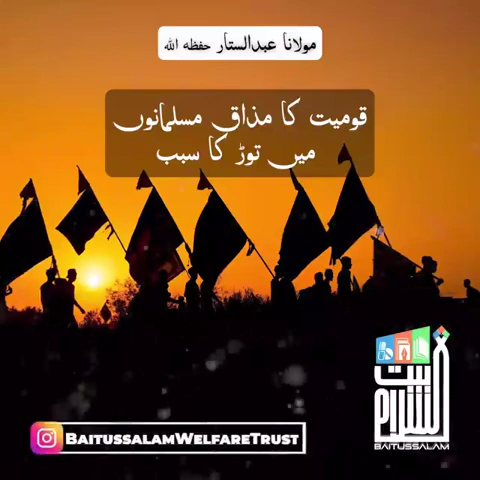 مولانا عبدالستار حفظہ اللہ
قومیت کا مذاق مسلمانوں
میں توڑ کا سبب
بیت السلام
BAITUSSALAM
BAITUSSALAMWELFARETRUST